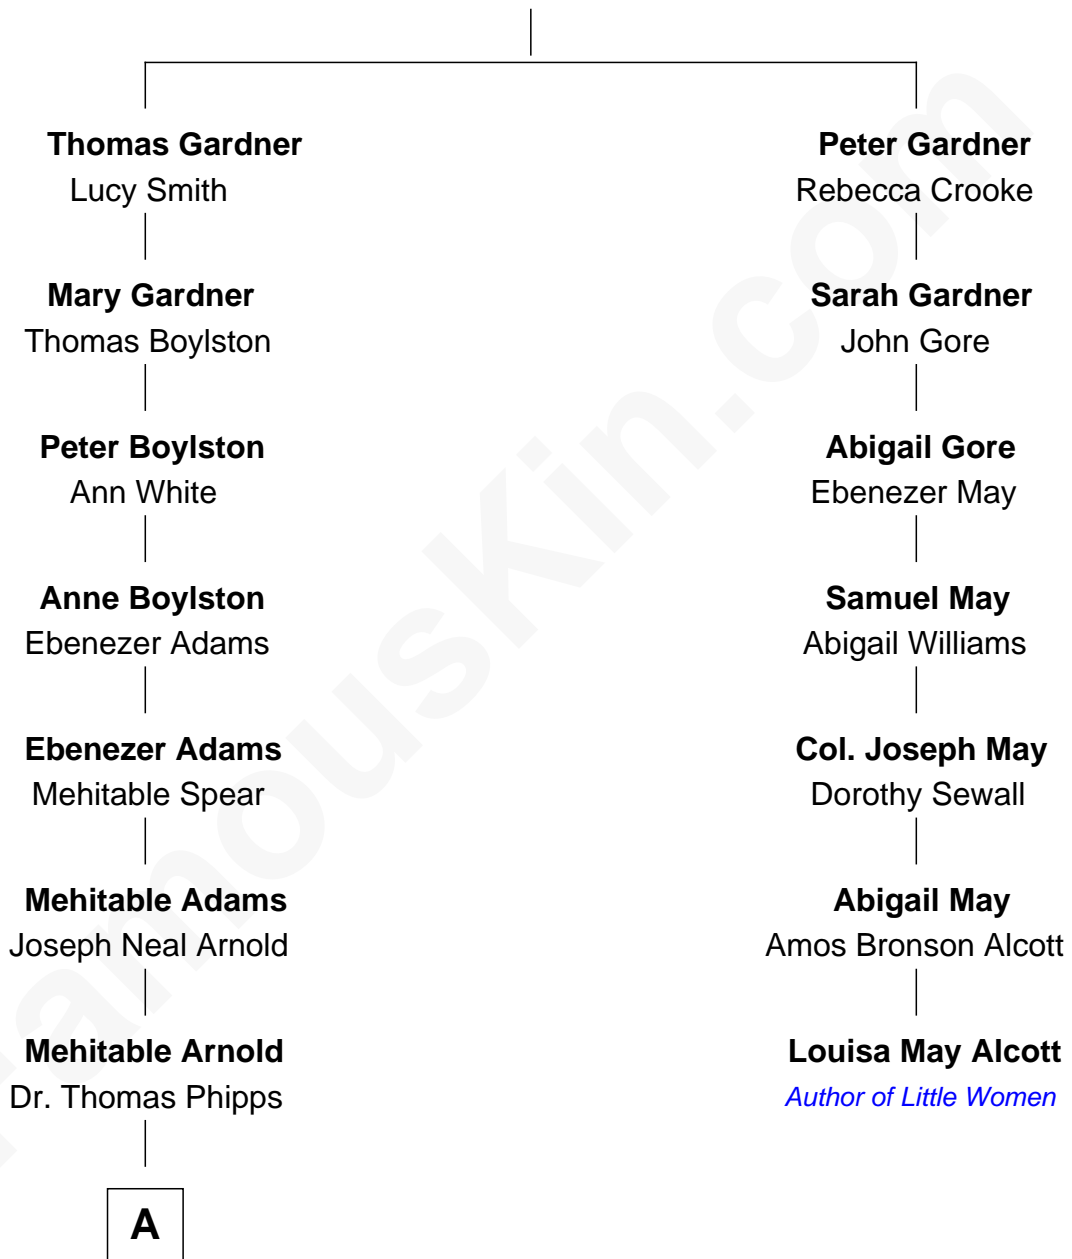 Thomas Gardner
Lucy Smith
Mary Gardner
Thomas Boylston
Peter Boylston
Ann White
Anne Boylston
Ebenezer Adams
Ebenezer Adams
Mehitable Spear
Mehitable Adams
Joseph Neal Arnold
Mehitable Arnold
Dr. Thomas Phipps
A
Peter Gardner
Rebecca Crooke
Sarah Gardner
John Gore
Abigail Gore
Ebenezer May
Samuel May
Abigail Williams
Col. Joseph May
Dorothy Sewall
Abigail May
Amos Bronson Alcott
Louisa May Alcott
Author of Little Women
famouskin.com